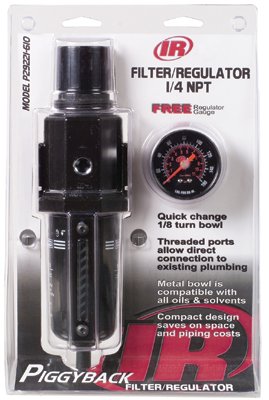 IR
FILTER/REGULATOR
1/4 NPT
MODEL P29221-610
FREE Regulator
Gauge
Quick change
1/8 turn bowl
Threaded ports
allow direct
connection to
existing plumbing
Metal bowl is
compatible with
all oils & solvents
Compact design
saves on space
and piping costs
IR
PIGGYBACK
FILTER/REGULATOR